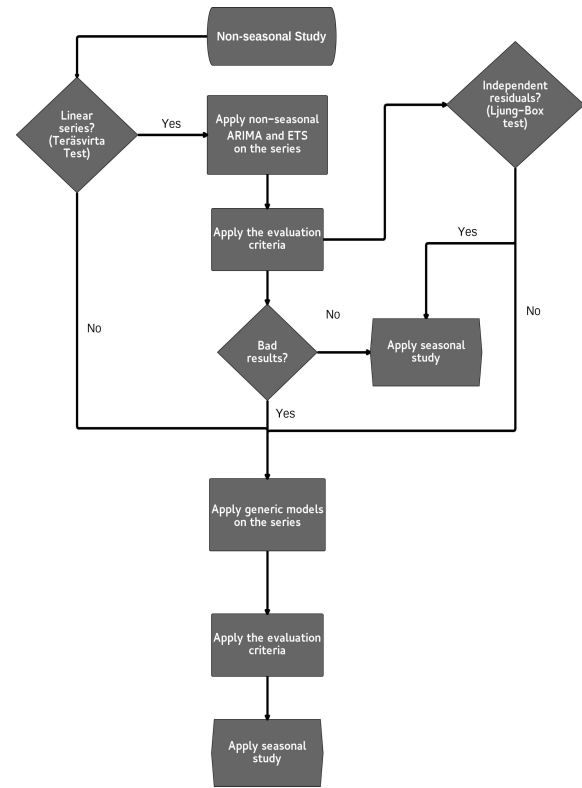 Non-seasonal Study
Linear
series?
(Teräsvirta
Test)
Yes
Apply non-seasonal
ARIMA and ETS
on the series
Independent
residuals?
(Ljung-Box
test)
Apply the evaluation
criteria
Yes
No
Bad
results?
No
Apply seasonal
study
No
Yes
Apply generic models
on the series
Apply the evaluation
criteria
Apply seasonal
study